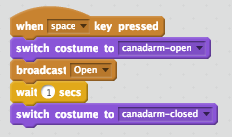 when space key pressed
switch costume to canadarm-open
broadcast Open
wait 1 secs
switch costume to canadarm-closed